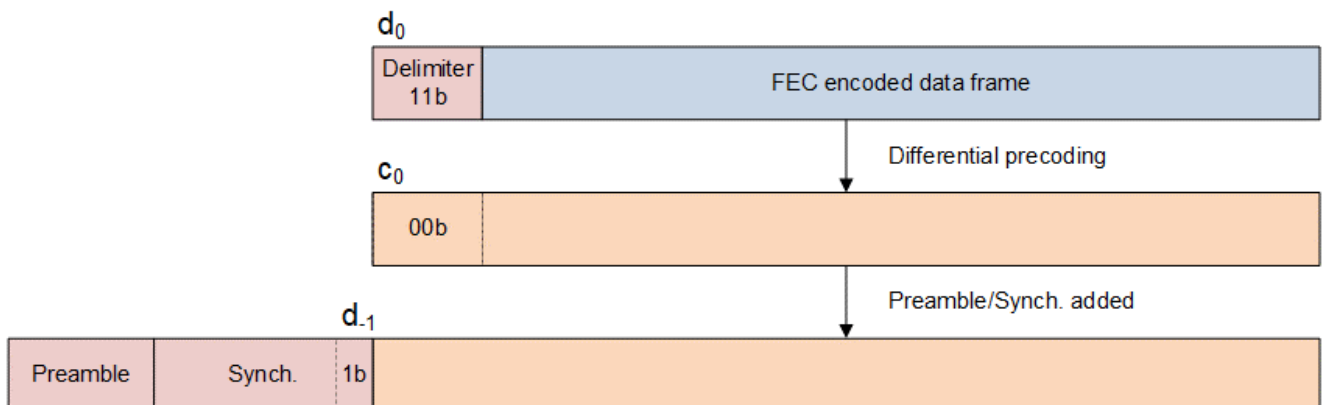 d₀
Delimiter
11b
FEC encoded data frame
Differential precoding
c₀
00b
Preamble/Synch. added
d₋₁
Preamble
Synch.
1b